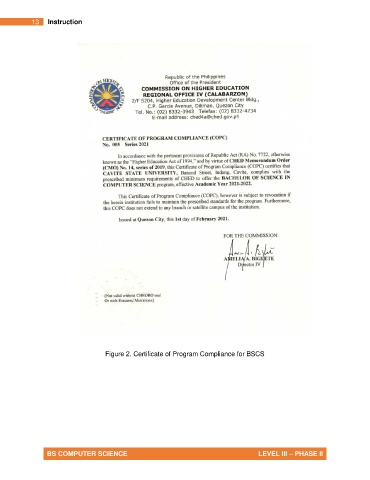 13 Instruction
Republic of the Philippines
Office of the President
COMMISSION ON HIGHER EDUCATION
REGIONAL OFFICE IV (CALABARZON)
2/F 5204, Higher Education Development Center Bldg.,
C.P. Garcia Avenue, Diliman, Quezon City
Tel. No.: (02) 8332-3943 Telefax: (02) 8332-4734
E-mail address: ched4a@ched.gov.ph
CERTIFICATE OF PROGRAM COMPLIANCE (COPC)
No. 005 Series 2021
In accordance with the pertinent provisions of Republic Act (RA) No. 7722, otherwise
known as the "Higher Education Act of 1994," and by virtue of CHED Memorandum Order
(CMO) No. 14, series of 2019, this Certificate of Program Compliance (COPC) certifies that
CAVITE STATE UNIVERSITY, Bancod Street, Indang, Cavite, complies with the
prescribed minimum requirements of CHED to offer the BACHELOR OF SCIENCE IN
COMPUTER SCIENCE program, effective Academic Year 2021-2022.
This Certificate of Program Compliance (COPC), however is subject to revocation if
the herein institution fails to maintain the prescribed standards for the program. Furthermore,
this COPC does not extend to any branch or satellite campus of the institution.
Issued at Quezon City, this 1st day of February 2021.
FOR THE COMMISSION:
AMELIA A. BIGLETE
Director IV
(Not valid without CHEDRO seal
Or with Erasures/Alterations)
Figure 2. Certificate of Program Compliance for BSCS
BS COMPUTER SCIENCE LEVEL III – PHASE II